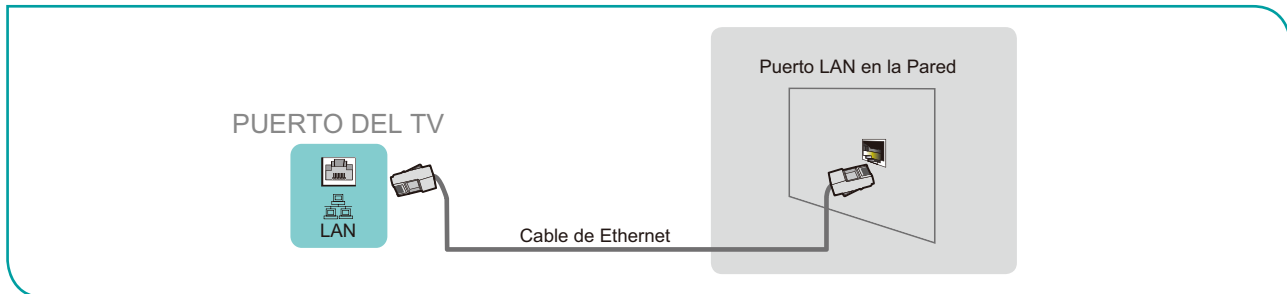 Puerto LAN en la Pared
PUERTO DEL TV
LAN
Cable de Ethernet